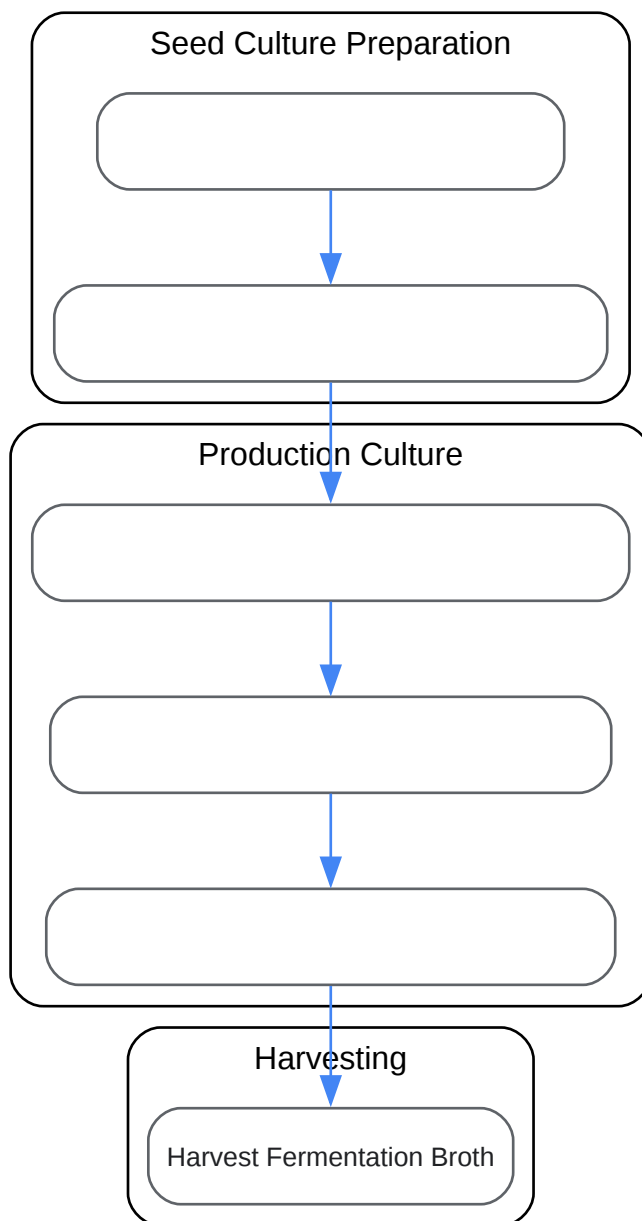 Seed Culture Preparation
Production Culture
Harvesting
Harvest Fermentation Broth